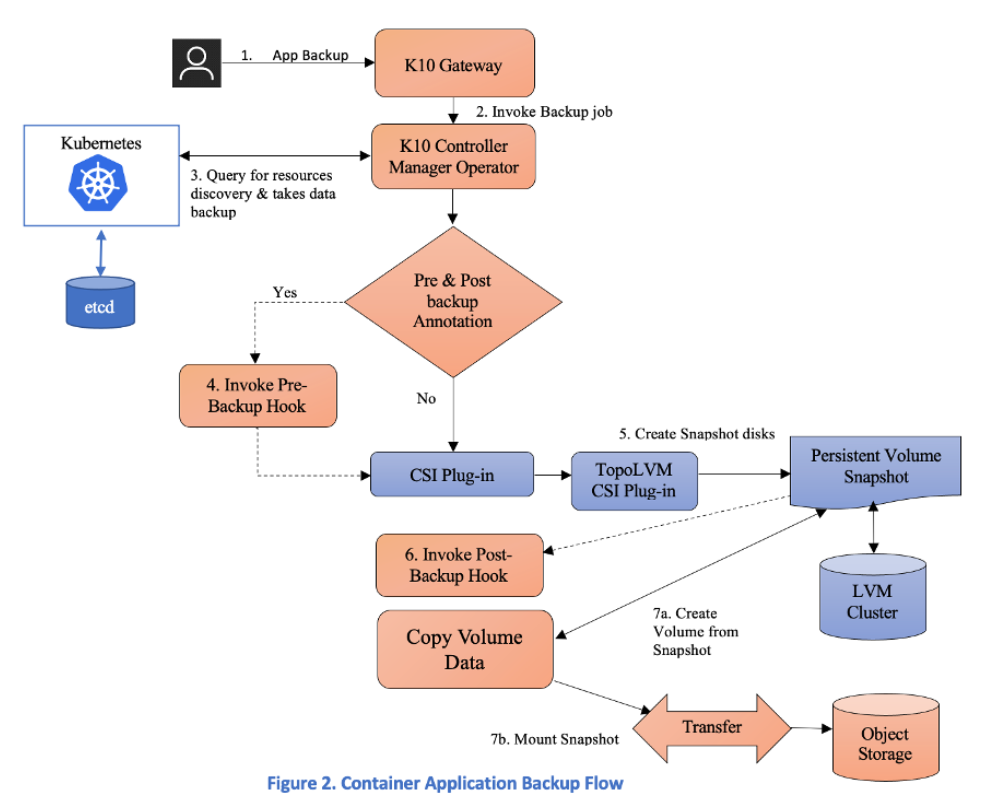 1. App Backup
K10 Gateway
2. Invoke Backup job
Kubernetes
K10 Controller
Manager Operator
3. Query for resources
discovery & takes data
backup
etcd
Pre & Post
backup
Annotation
Yes
4. Invoke Pre-
Backup Hook
No
5. Create Snapshot disks
CSI Plug-in
TopoLVM
CSI Plug-in
Persistent Volume
Snapshot
6. Invoke Post-
Backup Hook
LVM
Cluster
Copy Volume
Data
7a. Create
Volume from
Snapshot
7b. Mount Snapshot
Transfer
Object
Storage
Figure 2. Container Application Backup Flow